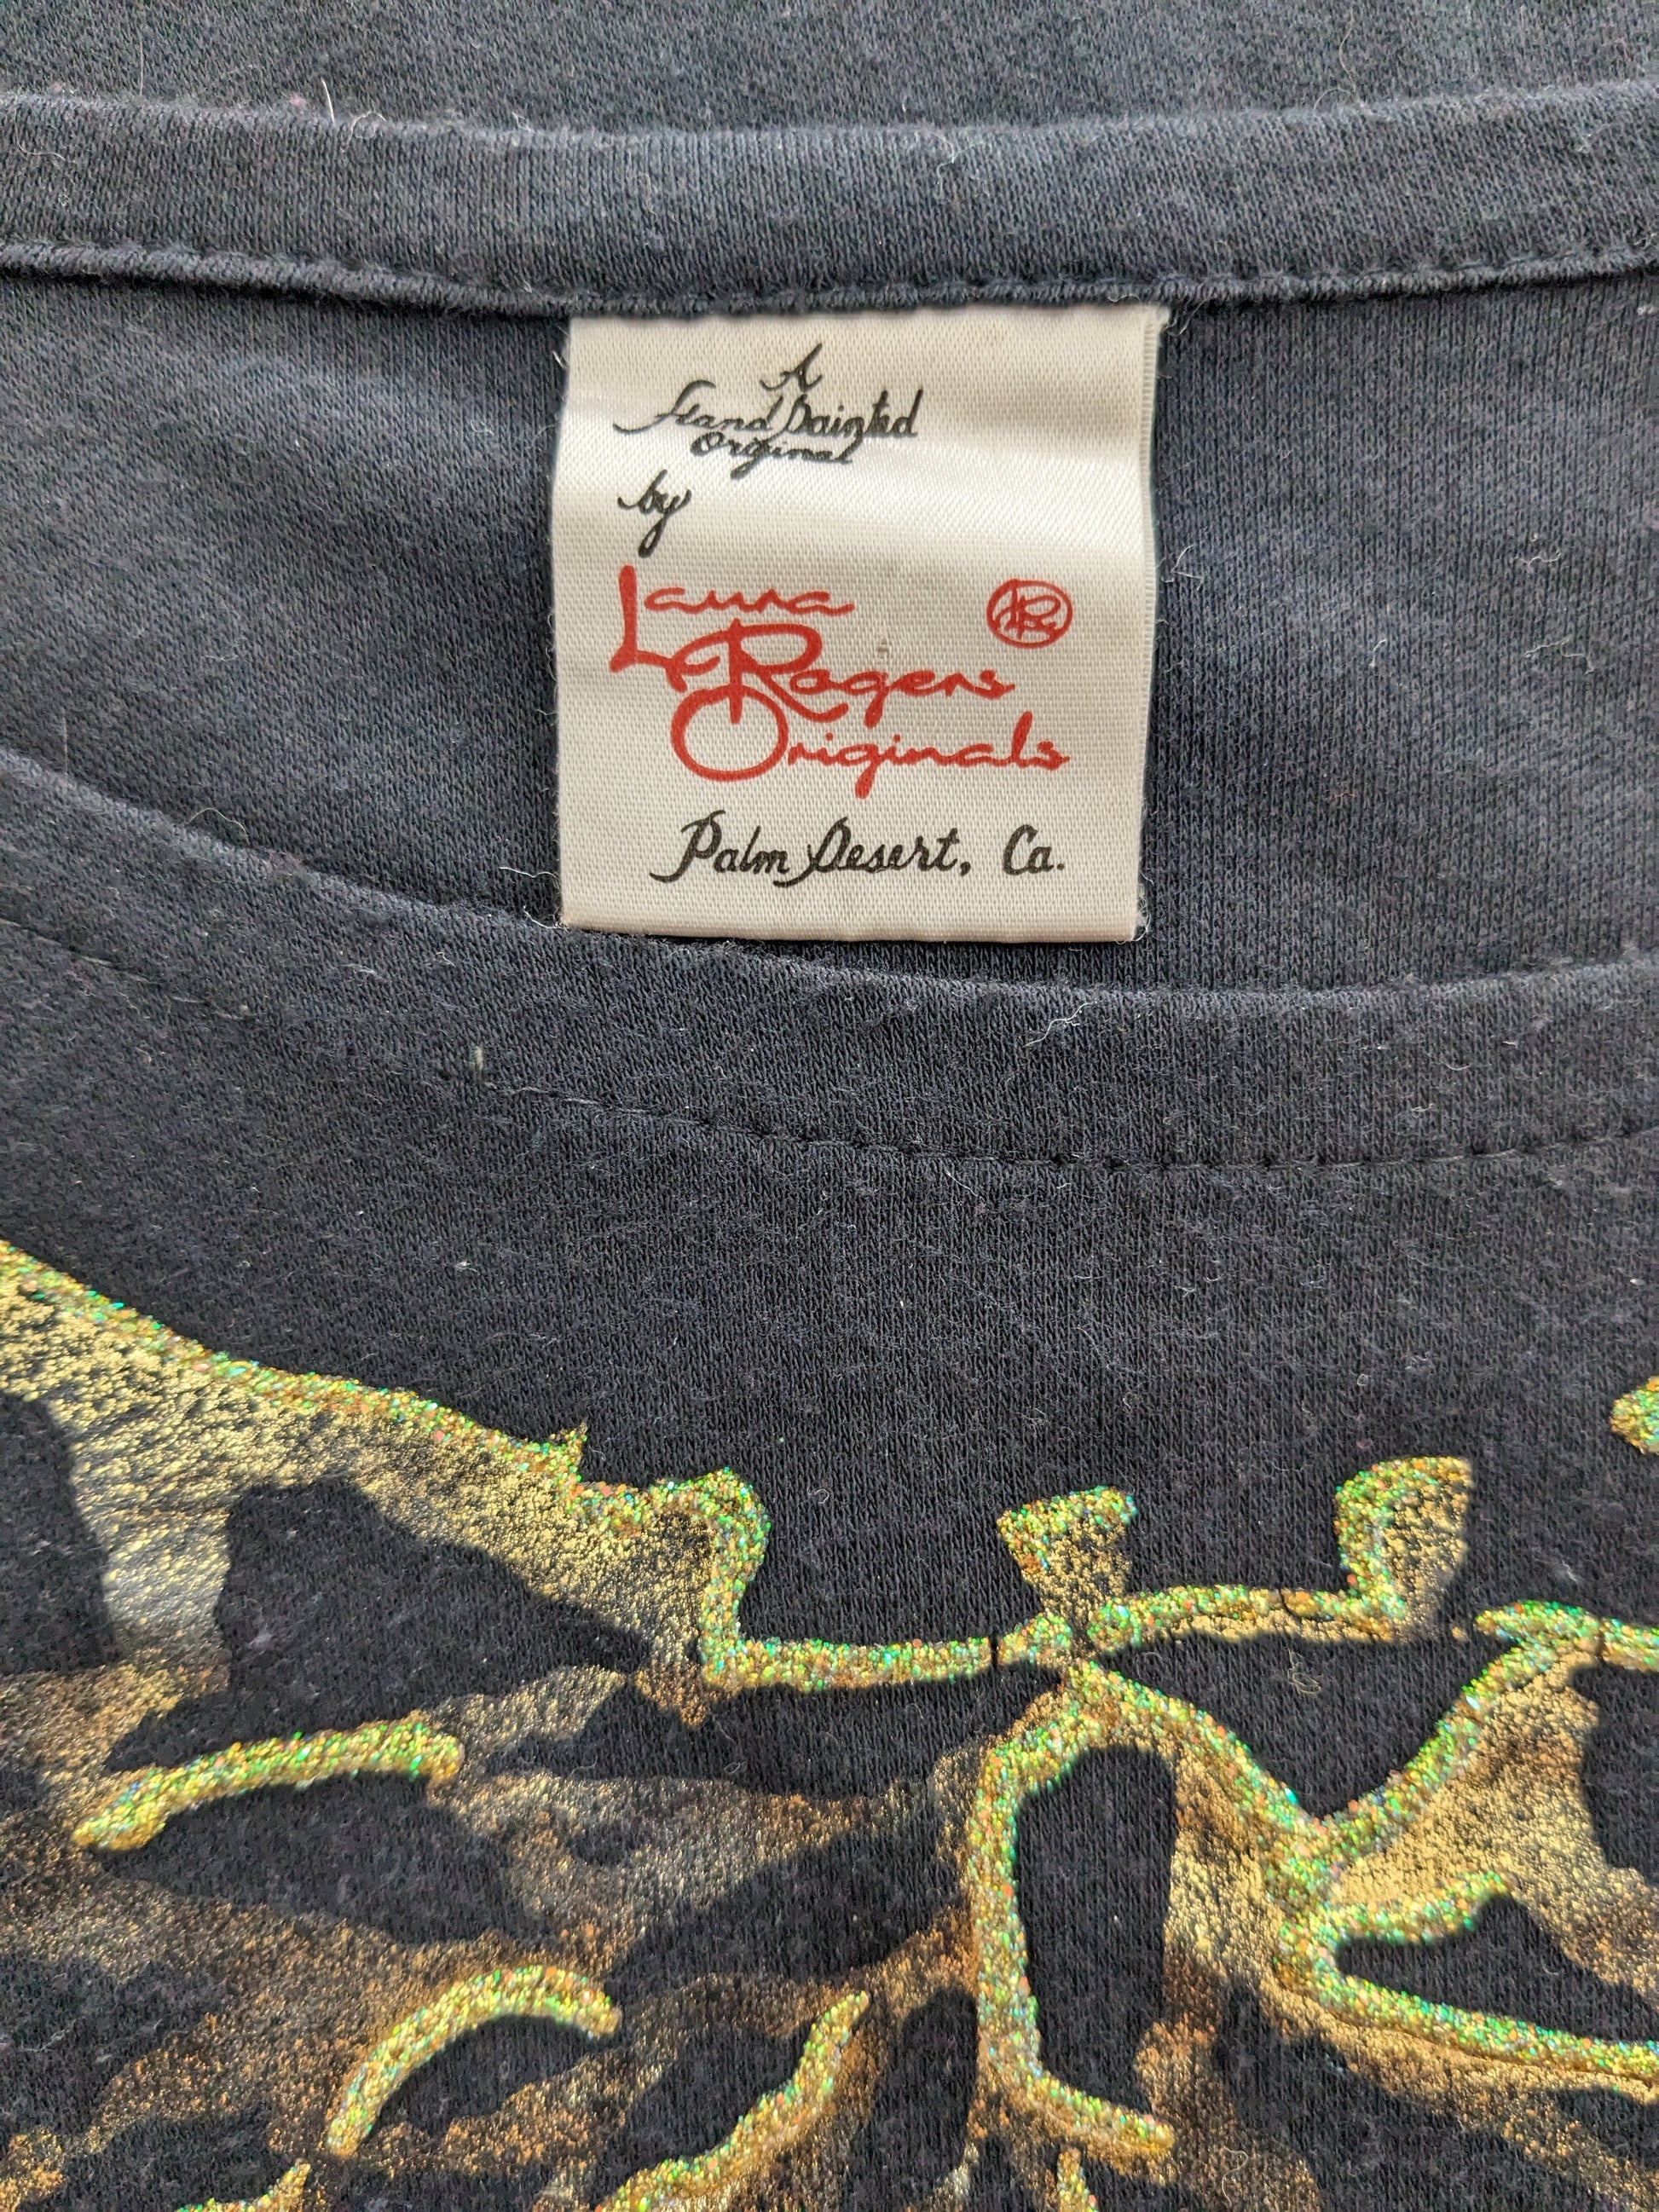 A
Hand Painted
Original
by
Laura
Rogers
Originals
Palm Desert, Ca.